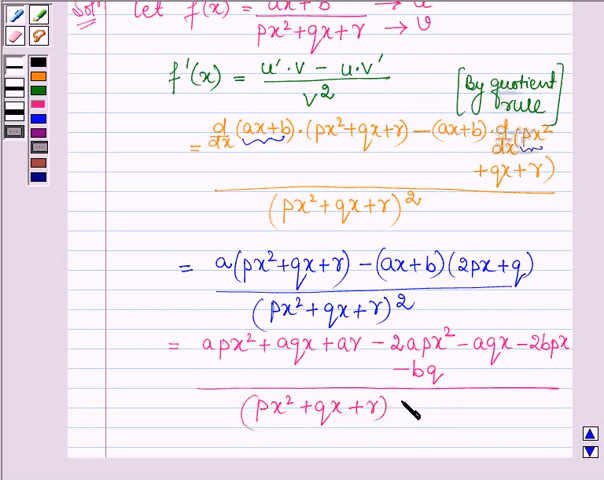 Solⁿ: Let f(x) = ax+b → u
px²+qx+r → v
f'(x) = u'·v − u·v' [By quotient
v² rule]
= d/dx (ax+b)·(px²+qx+r) − (ax+b)·d/dx(px²
+qx+r)
(px²+qx+r)²
= a(px²+qx+r) − (ax+b)(2px+q)
(px²+qx+r)²
= apx²+aqx+ar − 2apx² − aqx − 2bpx
−bq
(px²+qx+r)